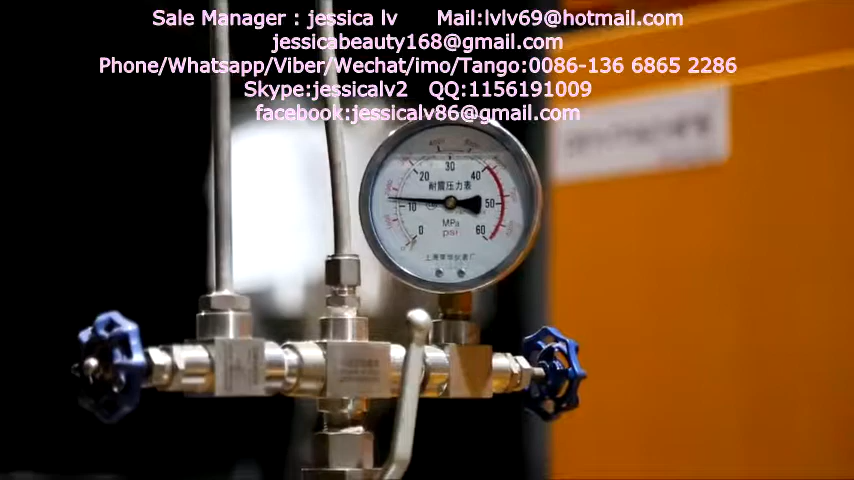 Sale Manager : jessica lv Mail:lvlv69@hotmail.com
jessicabeauty168@gmail.com
Phone/Whatsapp/Viber/Wechat/imo/Tango:0086-136 6865 2286
Skype:jessicalv2 QQ:1156191009
facebook:jessicalv86@gmail.com
30
20 40
耐震压力表
10 50
MPa
psi
0 60